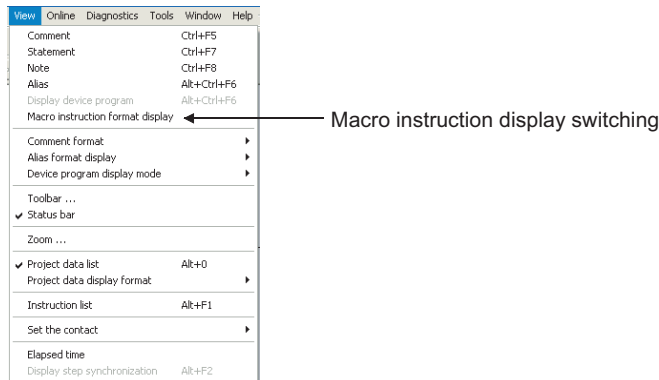 View Online Diagnostics Tools Window Help
Comment Ctrl+F5
Statement Ctrl+F7
Note Ctrl+F8
Alias Alt+Ctrl+F6
Display device program Alt+Ctrl+F6
Macro instruction format display
Macro instruction display switching
Comment format
Alias format display
Device program display mode
Toolbar ...
Status bar
Zoom ...
Project data list Alt+0
Project data display format
Instruction list Alt+F1
Set the contact
Elapsed time
Display step synchronization Alt+F2